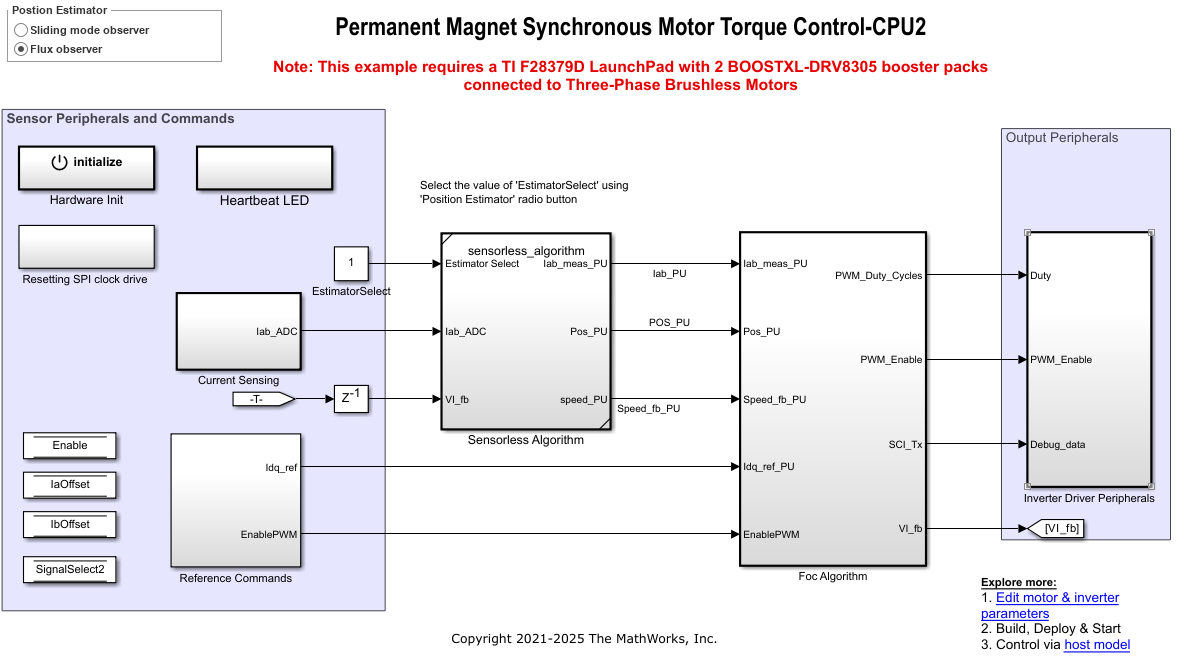 Postion Estimator
Sliding mode observer
Flux observer
Permanent Magnet Synchronous Motor Torque Control-CPU2
Note: This example requires a TI F28379D LaunchPad with 2 BOOSTXL-DRV8305 booster packs
connected to Three-Phase Brushless Motors
Sensor Peripherals and Commands
initialize
Hardware Init
Heartbeat LED
Resetting SPI clock drive
1
EstimatorSelect
Iab_ADC
Current Sensing
-T-
Z-1
Enable
IaOffset
IbOffset
SignalSelect2
Idq_ref
EnablePWM
Reference Commands
Select the value of 'EstimatorSelect' using
'Position Estimator' radio button
sensorless_algorithm
Estimator Select
Iab_meas_PU
Iab_ADC
Pos_PU
VI_fb
speed_PU
Sensorless Algorithm
Iab_PU
POS_PU
Speed_fb_PU
Iab_meas_PU
PWM_Duty_Cycles
Pos_PU
PWM_Enable
Speed_fb_PU
SCI_Tx
Idq_ref_PU
VI_fb
EnablePWM
Foc Algorithm
Output Peripherals
Duty
PWM_Enable
Debug_data
Inverter Driver Peripherals
[VI_fb]
Explore more:
1. Edit motor & inverter
parameters
2. Build, Deploy & Start
3. Control via host model
Copyright 2021-2025 The MathWorks, Inc.